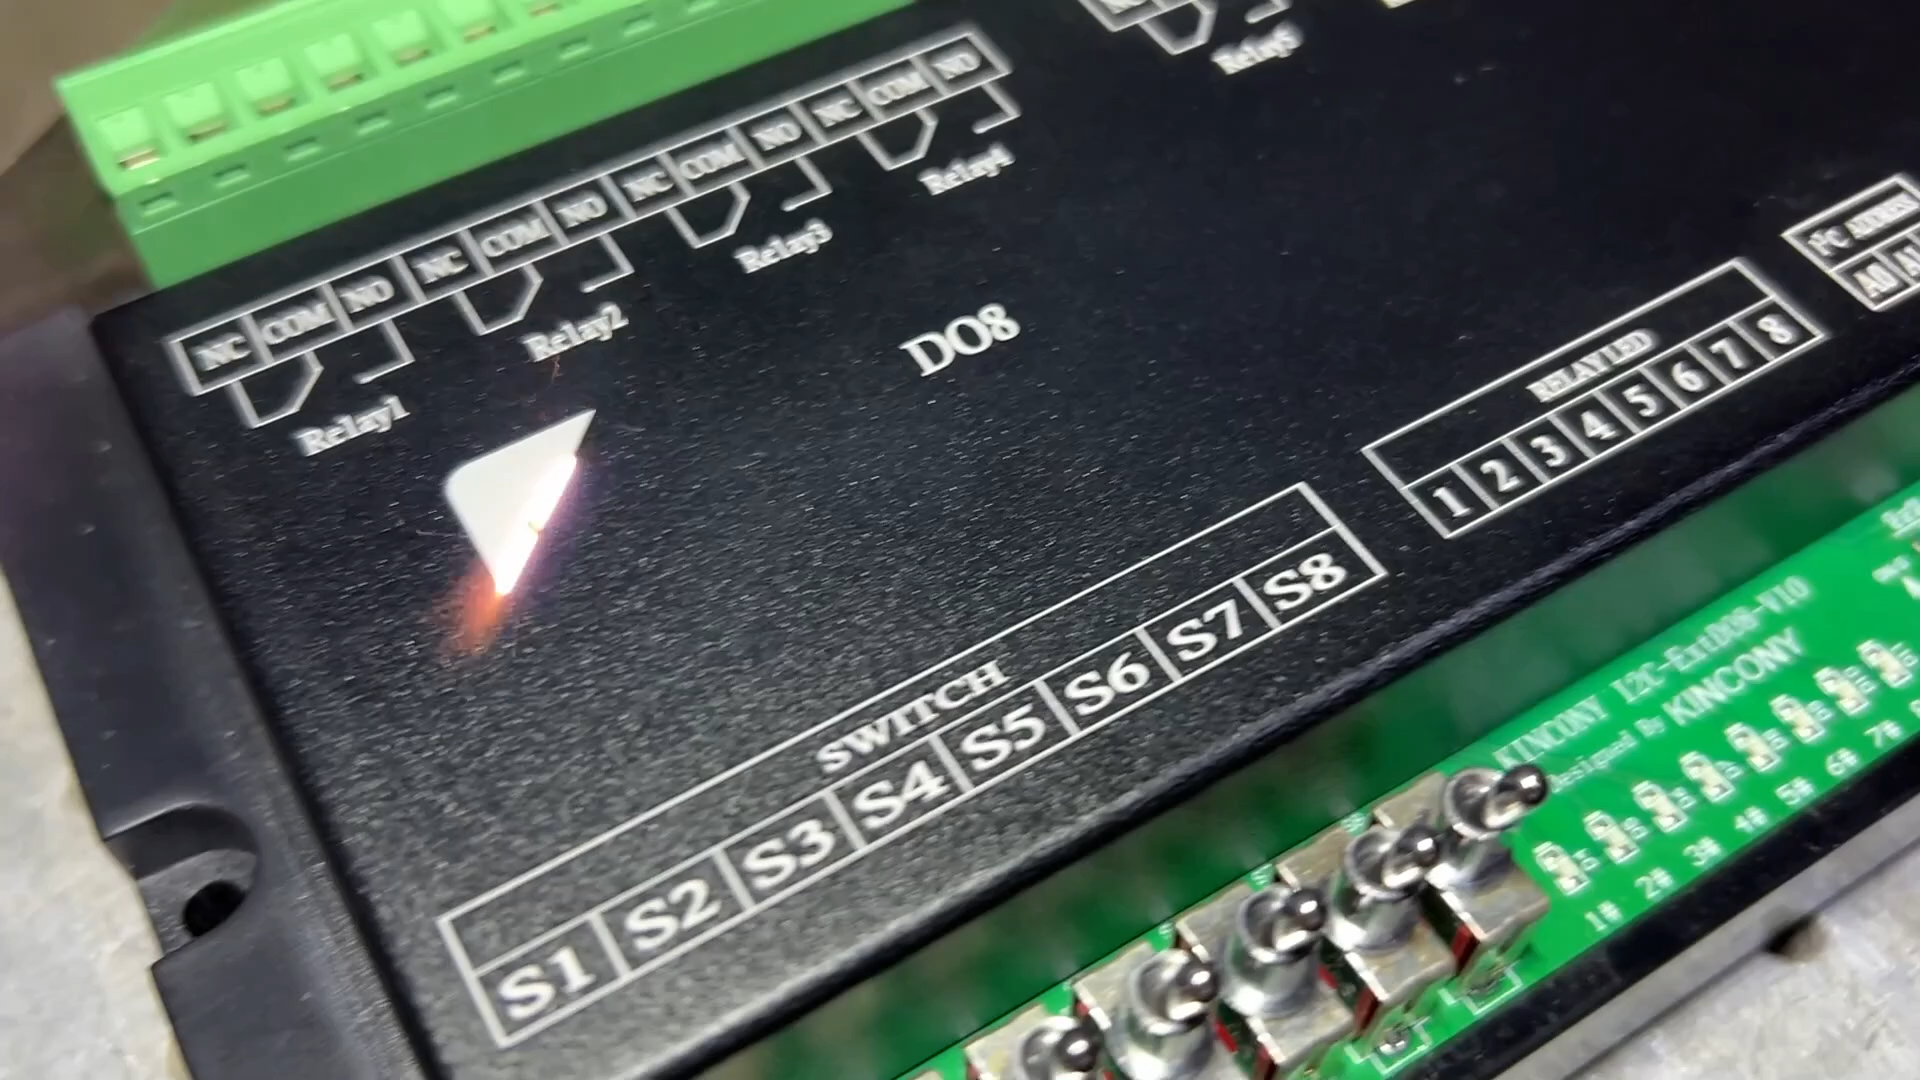 NC COM NO NC COM NO NC COM NO NC COM NO
Relay1
Relay2
Relay3
Relay4
Relay5
DO8
I²C ADDRESS
A0
RELAY LED
1 2 3 4 5 6 7 8
SWITCH
S1 S2 S3 S4 S5 S6 S7 S8
KINCONY I2C-ExtDO8-V10
Designed By KINCONY
1# 2# 3# 4# 5# 6# 7#